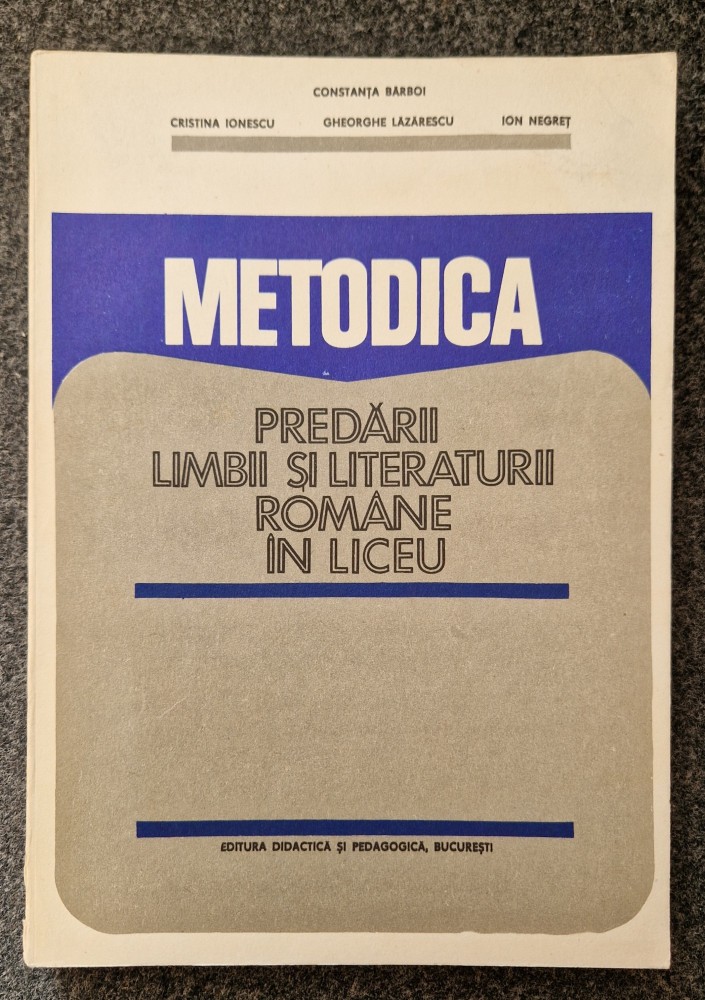 CONSTANȚA BĂRBOI
CRISTINA IONESCU GHEORGHE LĂZĂRESCU ION NEGREȚ
METODICA
PREDĂRII
LIMBII ȘI LITERATURII
ROMÂNE
ÎN LICEU
EDITURA DIDACTICĂ ȘI PEDAGOGICĂ, BUCUREȘTI